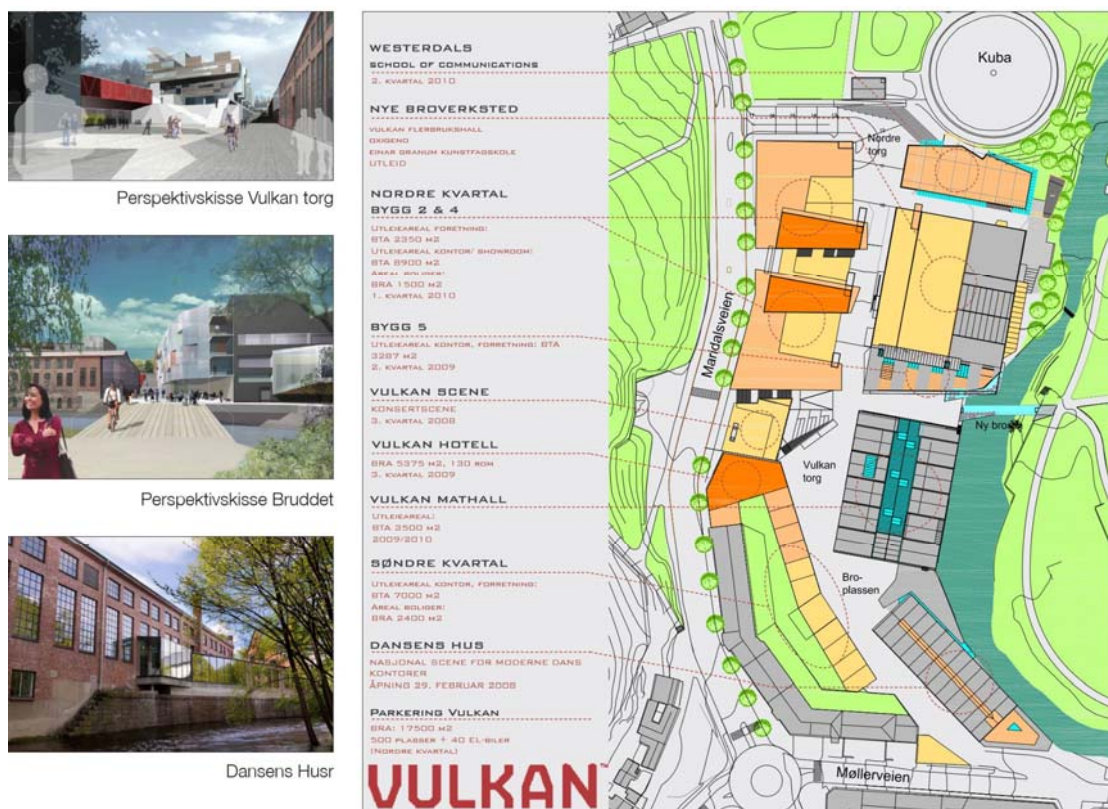 Perspektivskisse Vulkan torg
Perspektivskisse Bruddet
Dansens Husr
WESTERDALS
SCHOOL OF COMMUNICATIONS
2. KVARTAL 2010
NYE BROVERKSTED
VULKAN FLERBRUKSHALL
OXIGENO
EINAR GRANUM KUNSTFAGSKOLE
UTLEID
NORDRE KVARTAL
BYGG 2 & 4
UTLEIEAREAL FORETNING:
BTA 2350 M2
UTLEIEAREAL KONTOR/ SHOWROOM:
BTA 8900 M2
AREAL BOLIGER:
BRA 1500 M2
1. KVARTAL 2010
BYGG 5
UTLEIEAREAL KONTOR, FORRETNING: BTA
3287 M2
2. KVARTAL 2009
VULKAN SCENE
KONSERTSCENE
3. KVARTAL 2008
VULKAN HOTELL
BRA 5375 M2, 130 ROM
3. KVARTAL 2009
VULKAN MATHALL
UTLEIEAREAL:
BTA 3500 M2
2009/2010
SØNDRE KVARTAL
UTLEIEAREAL KONTOR, FORRETNING:
BTA 7000 M2
AREAL BOLIGER:
BRA 2400 M2
DANSENS HUS
NASJONAL SCENE FOR MODERNE DANS
KONTORER
ÅPNING 29. FEBRUAR 2008
PARKERING VULKAN
BRA: 17500 M2
500 PLASSER + 40 EL-BILER
(NORDRE KVARTAL)
VULKAN™
Kuba
Nordre
torg
Maridalsveien
Ny
Vulkan
torg
Bro-
plassen
Møllerveien